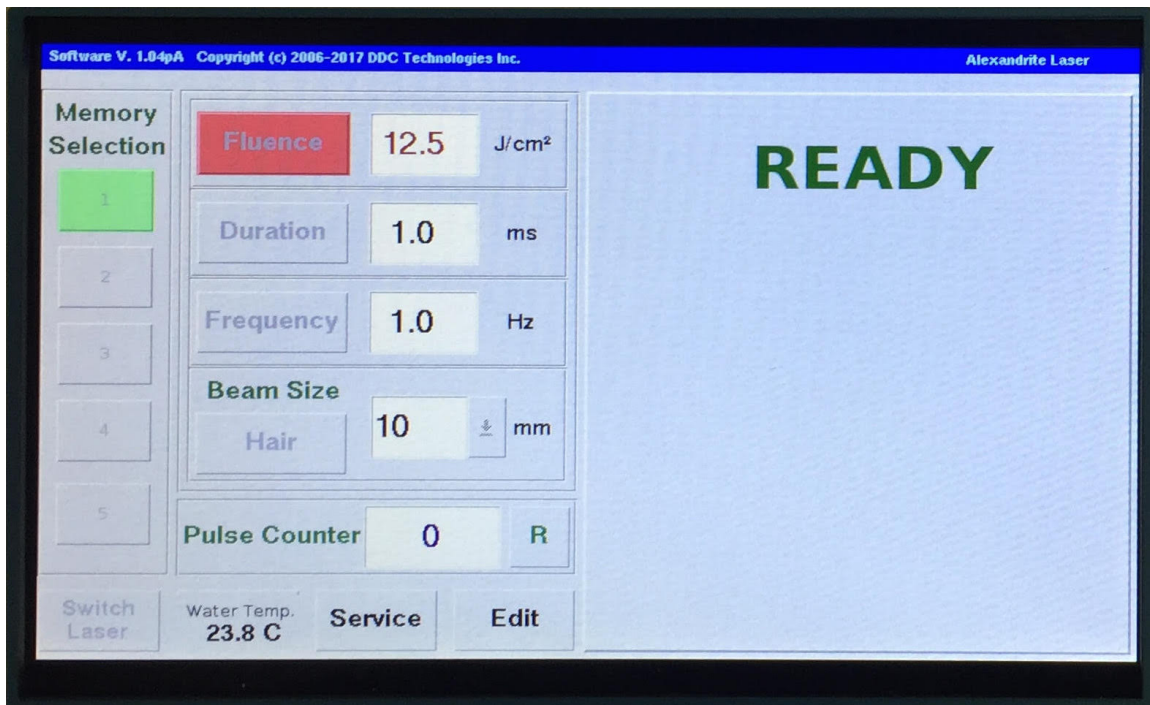 Software V. 1.04pA Copyright (c) 2006-2017 DDC Technologies Inc.
Alexandrite Laser
Memory
Selection
1
2
3
4
5
Fluence 12.5 J/cm²
Duration 1.0 ms
Frequency 1.0 Hz
Beam Size
Hair 10 mm
Pulse Counter 0 R
Switch
Laser
Water Temp.
23.8 C
Service
Edit
READY